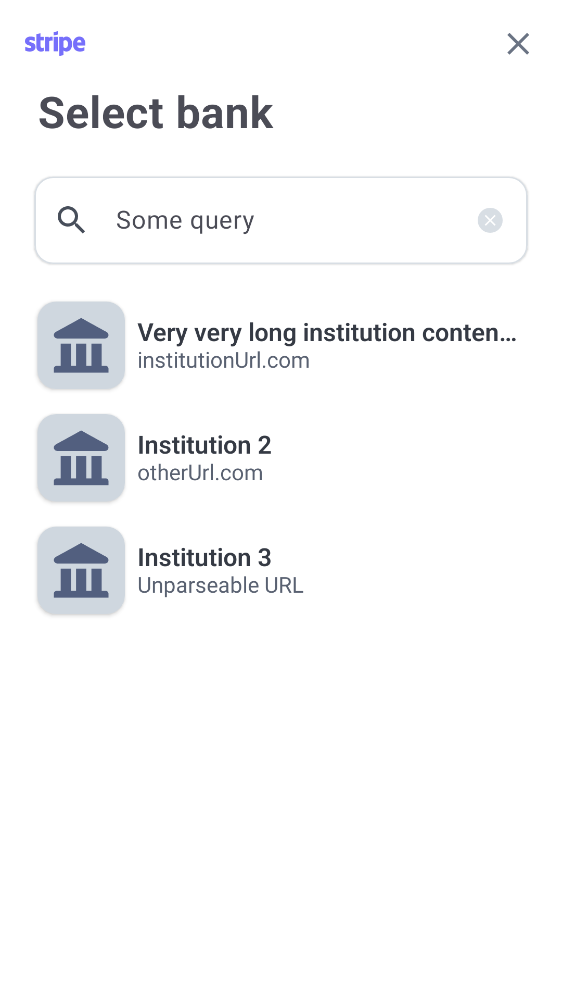 stripe
Select bank
Some query
Very very long institution conten…
institutionUrl.com
Institution 2
otherUrl.com
Institution 3
Unparseable URL